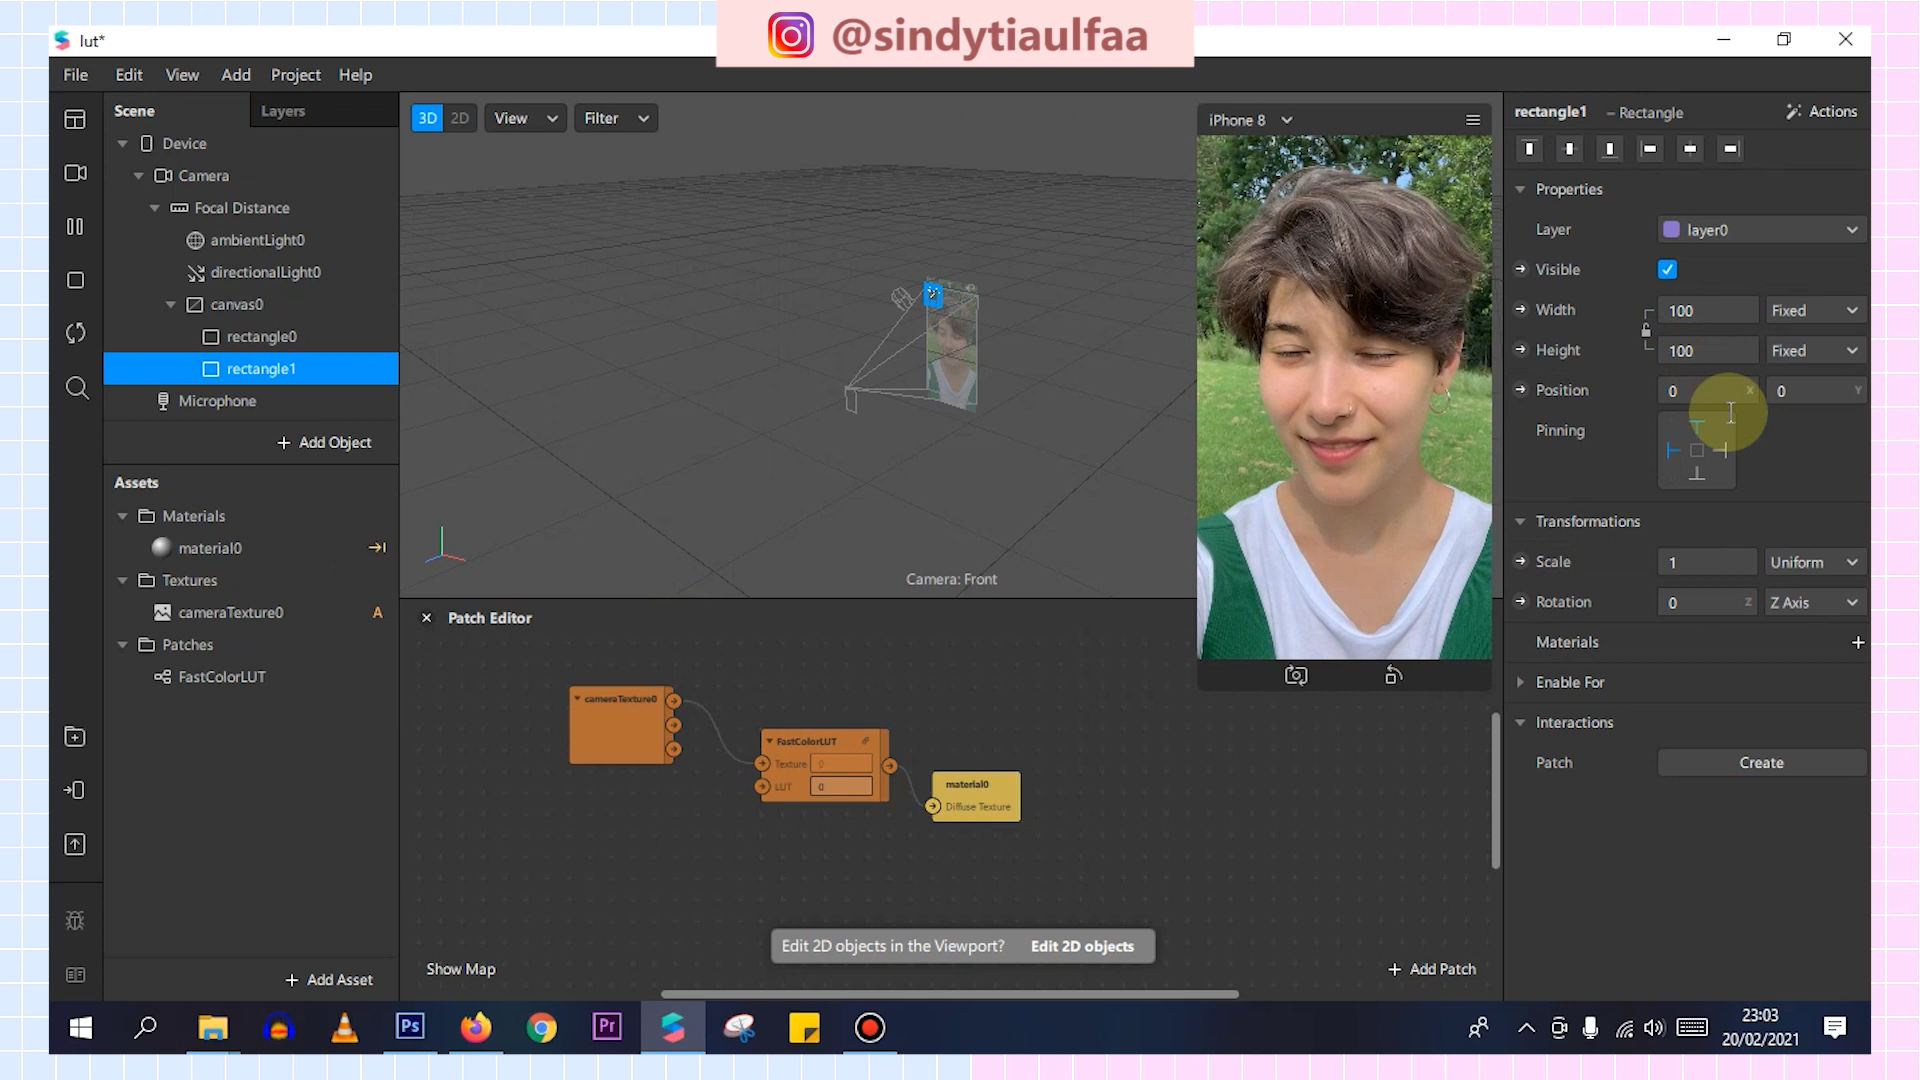 @sindytiaulfaa
lut*
File Edit View Add Project Help
Scene Layers
Device
Camera
Focal Distance
ambientLight0
directionalLight0
canvas0
rectangle0
rectangle1
Microphone
+ Add Object
Assets
Materials
material0
Textures
cameraTexture0 A
Patches
FastColorLUT
+ Add Asset
3D 2D View Filter
Camera: Front
iPhone 8
Patch Editor
cameraTexture0
FastColorLUT
Texture 0
LUT 0
material0
Diffuse Texture
Edit 2D objects in the Viewport? Edit 2D objects
Show Map
+ Add Patch
rectangle1 – Rectangle Actions
Properties
Layer layer0
Visible
Width 100 Fixed
Height 100 Fixed
Position 0 X 0 Y
Pinning
Transformations
Scale 1 Uniform
Rotation 0 Z Z Axis
Materials +
Enable For
Interactions
Patch Create
Ps Pr
23:03
20/02/2021